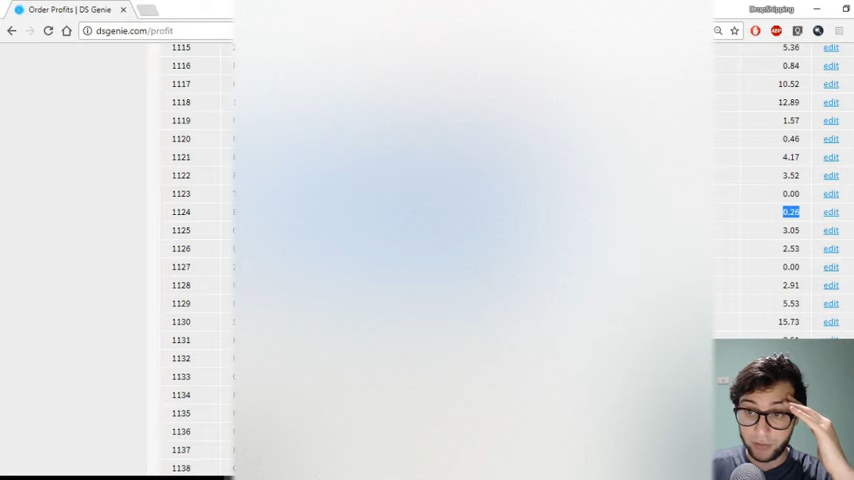 Order Profits | DS Genie
DropShipping
dsgenie.com/profit
ABP
1115 5.36 edit
1116 0.84 edit
1117 10.52 edit
1118 12.89 edit
1119 1.57 edit
1120 0.46 edit
1121 4.17 edit
1122 3.52 edit
1123 0.00 edit
1124 0.26 edit
1125 3.05 edit
1126 2.53 edit
1127 0.00 edit
1128 2.91 edit
1129 5.53 edit
1130 15.73 edit
1131
1132
1133
1134
1135
1136
1137
1138